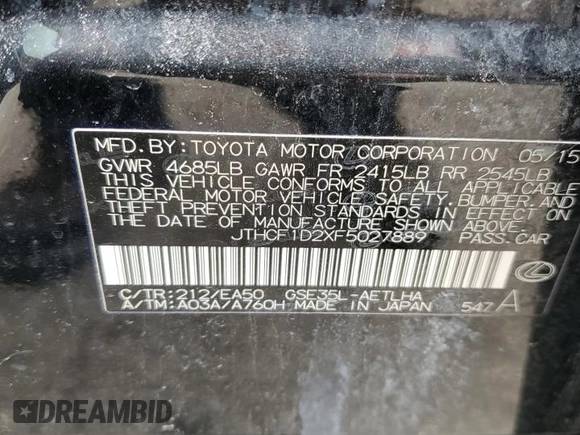 MFD. BY: TOYOTA MOTOR CORPORATION 05/15
GVWR 4685LB GAWR FR 2415LB RR 2545LB
THIS VEHICLE CONFORMS TO ALL APPLICABLE
FEDERAL MOTOR VEHICLE SAFETY, BUMPER, AND
THEFT PREVENTION STANDARDS IN EFFECT ON
THE DATE OF MANUFACTURE SHOWN ABOVE.
JTHCF1D2XF5027889 PASS. CAR
C/TR: 212/EA50 GSE35L-AETLHA
A/TM: A03A/A760H MADE IN JAPAN 547 A
DREAMBID